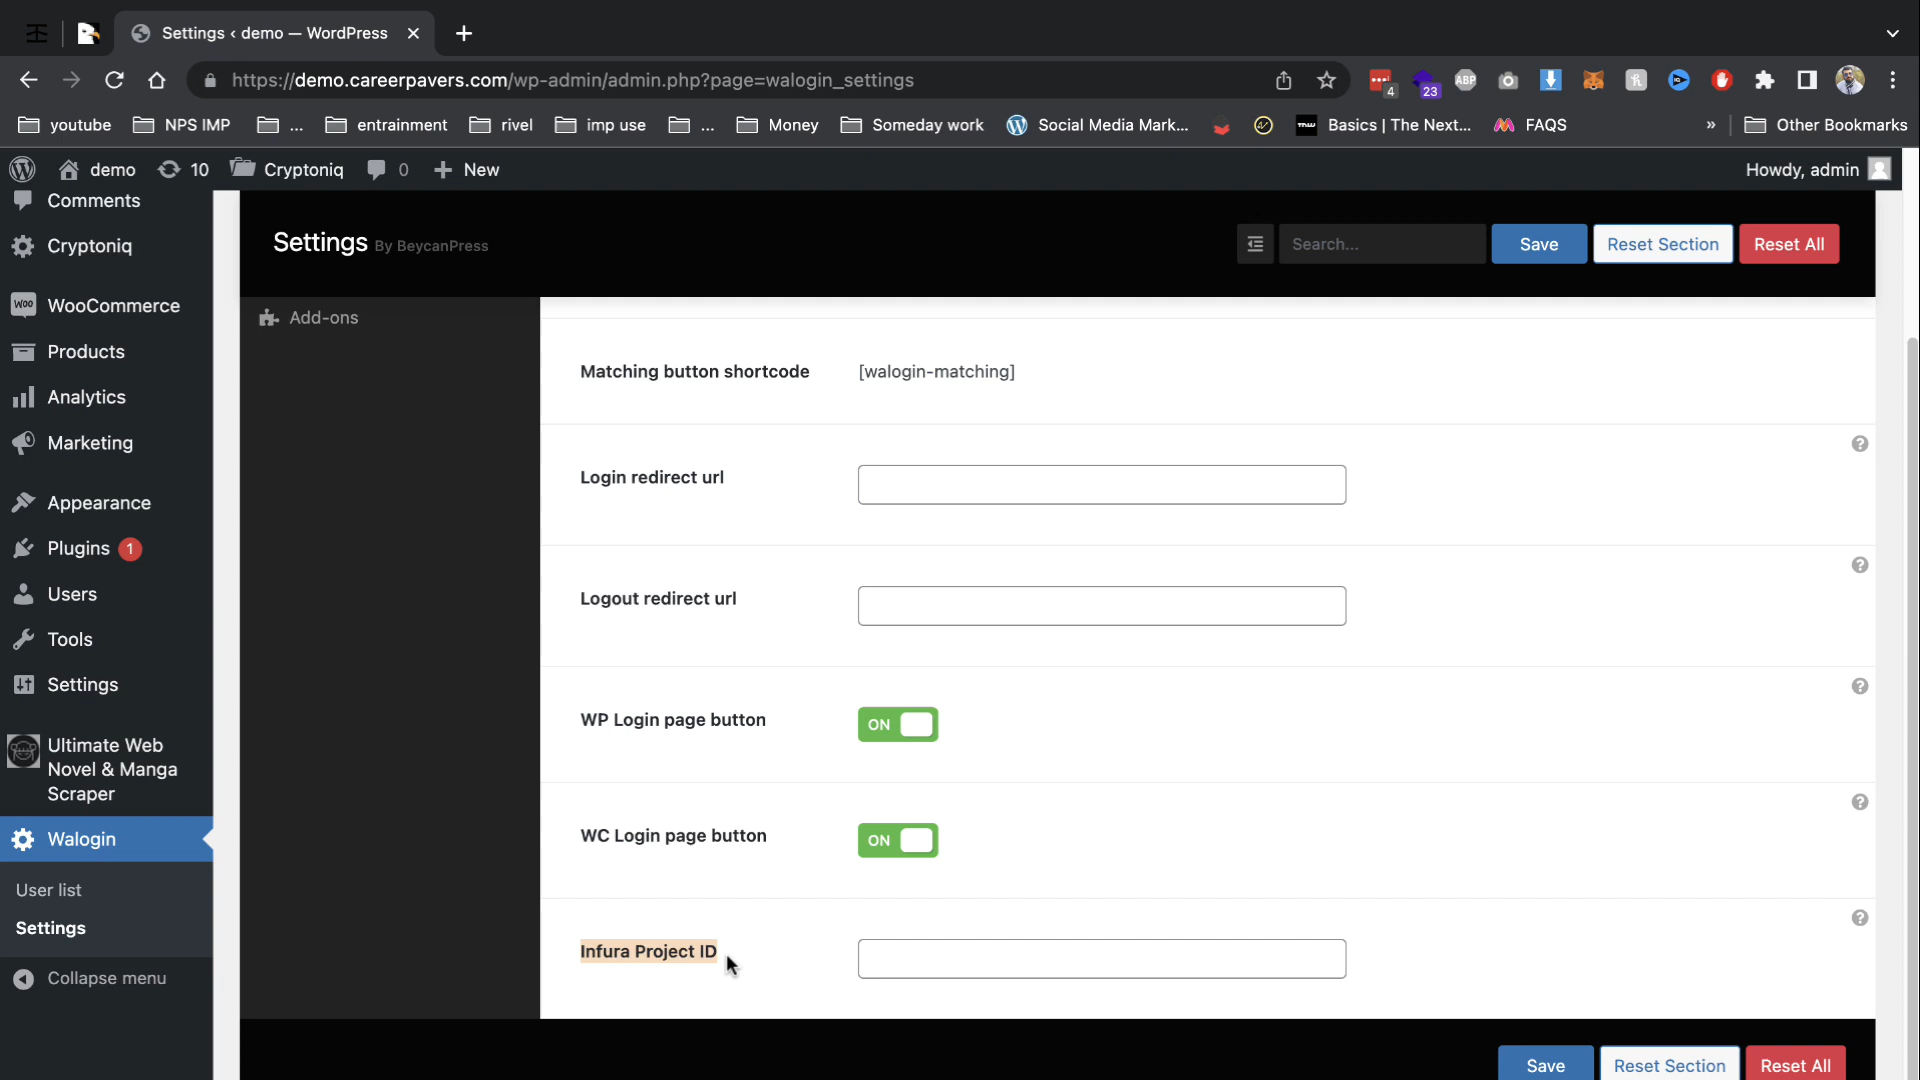 Settings ‹ demo — WordPress
https://demo.careerpavers.com/wp-admin/admin.php?page=walogin_settings
4
23
ABP
youtube
NPS IMP
...
entrainment
rivel
imp use
...
Money
Someday work
Social Media Mark...
Basics | The Next...
FAQS
»
Other Bookmarks
demo
10
Cryptoniq
0
New
Howdy, admin
Comments
Cryptoniq
WooCommerce
Products
Analytics
Marketing
Appearance
Plugins 1
Users
Tools
Settings
Ultimate Web
Novel & Manga
Scraper
Walogin
User list
Settings
Collapse menu
Settings By BeycanPress
Search...
Save
Reset Section
Reset All
Add-ons
Matching button shortcode
[walogin-matching]
Login redirect url
Logout redirect url
WP Login page button
ON
WC Login page button
ON
Infura Project ID
Save
Reset Section
Reset All